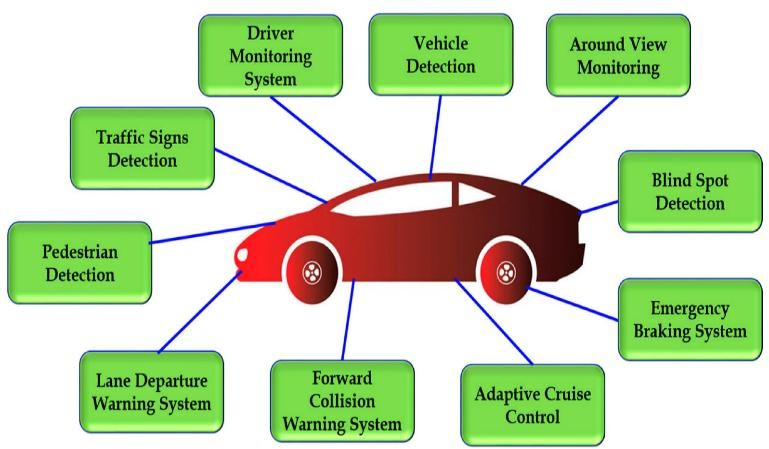 Driver
Monitoring
System
Vehicle
Detection
Around View
Monitoring
Traffic Signs
Detection
Blind Spot
Detection
Pedestrian
Detection
Emergency
Braking System
Lane Departure
Warning System
Forward
Collision
Warning System
Adaptive Cruise
Control